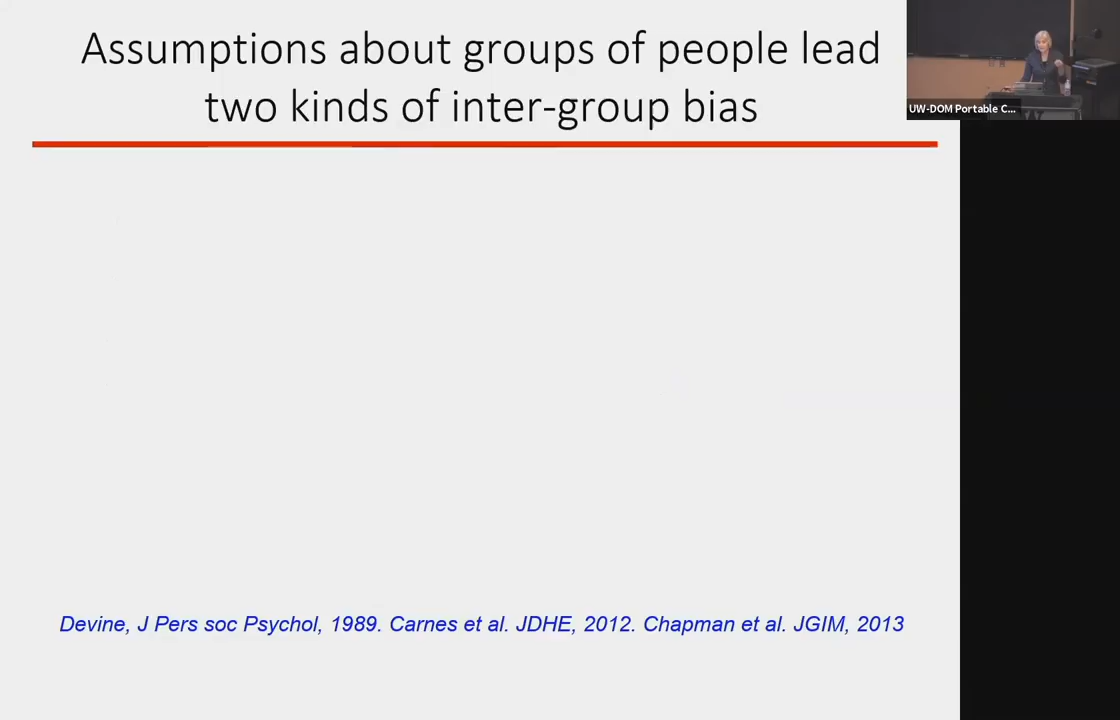 Assumptions about groups of people lead
two kinds of inter-group bias
UW-DOM Portable C...
Devine, J Pers soc Psychol, 1989. Carnes et al. JDHE, 2012. Chapman et al. JGIM, 2013